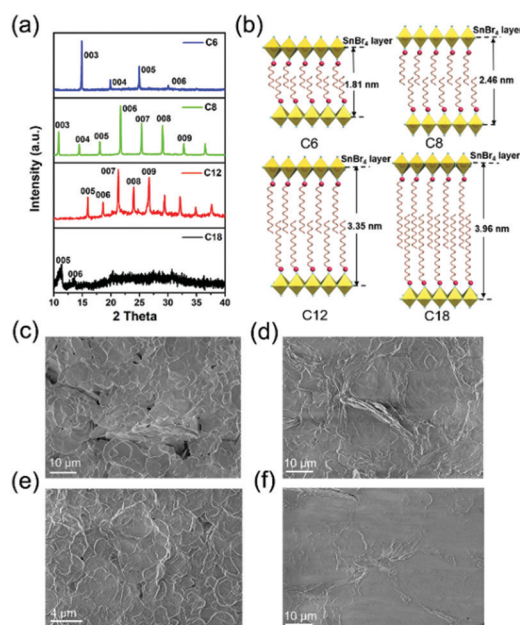 (a)
C6
003
004
005
006
C8
003
004
005
006
007
008
009
C12
005
006
007
008
009
C18
005
006
Intensity (a.u.)
10 15 20 25 30 35 40
2 Theta
(b)
SnBr₄ layer
1.81 nm
C6
SnBr₄ layer
2.46 nm
C8
SnBr₄ layer
3.35 nm
C12
SnBr₄ layer
3.96 nm
C18
(c)
10 μm
(d)
10 μm
(e)
4 μm
(f)
10 μm